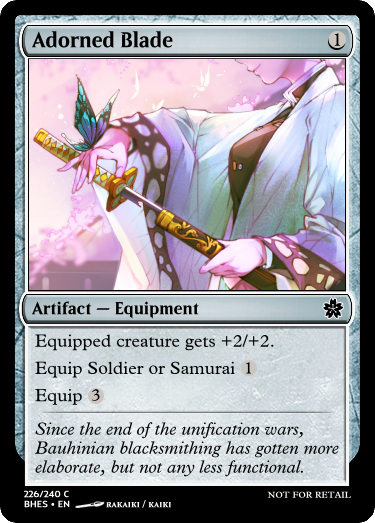 Adorned Blade 1
Artifact — Equipment
Equipped creature gets +2/+2.
Equip Soldier or Samurai 1
Equip 3
Since the end of the unification wars,
Bauhinian blacksmithing has gotten more
elaborate, but not any less functional.
226/240 C
BHES • EN RAKAIKI / KAIKI
NOT FOR RETAIL